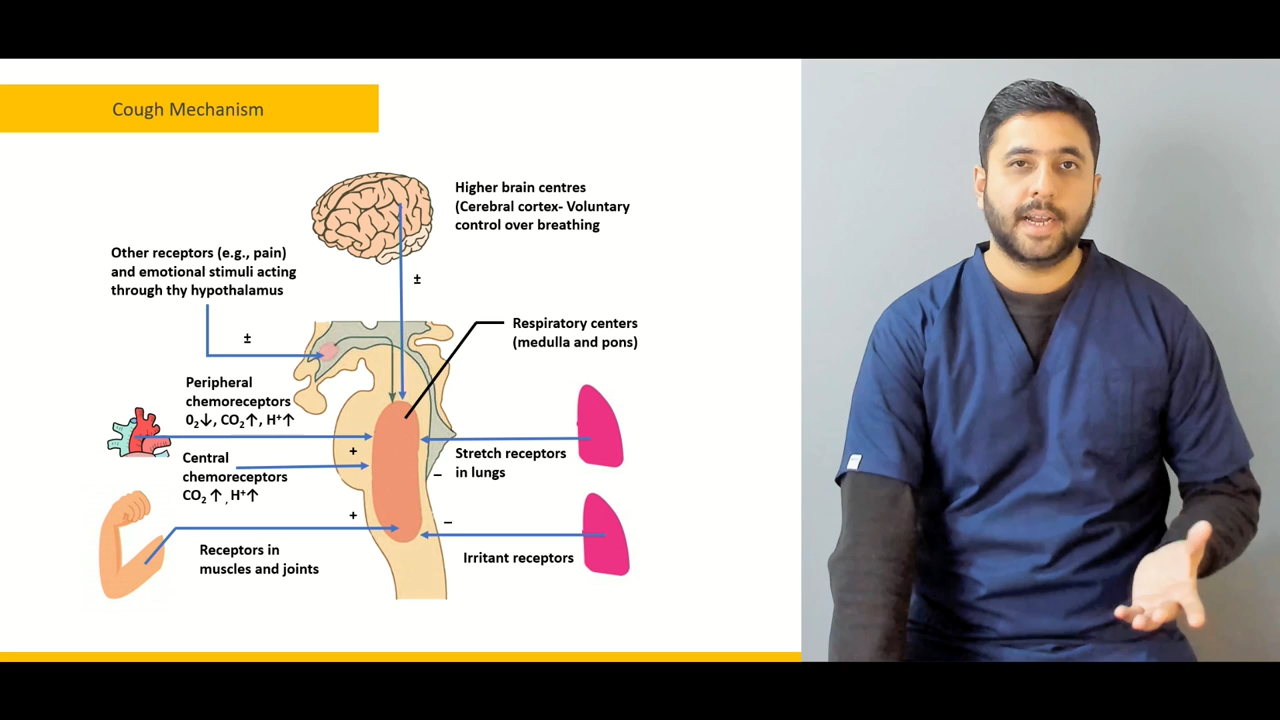 Cough Mechanism
Higher brain centres
(Cerebral cortex- Voluntary
control over breathing
Other receptors (e.g., pain)
and emotional stimuli acting
through thy hypothalamus
±
±
Respiratory centers
(medulla and pons)
Peripheral
chemoreceptors
0₂↓, CO₂↑, H⁺↑
+
Central
chemoreceptors
CO₂ ↑ , H⁺↑
Stretch receptors
in lungs
–
+
Receptors in
muscles and joints
–
Irritant receptors